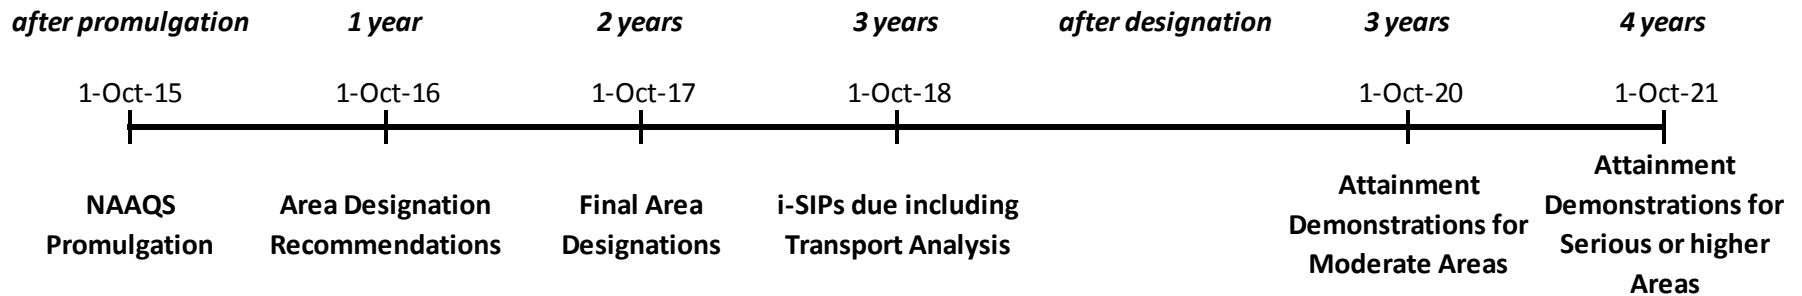 after promulgation 1 year 2 years 3 years after designation 3 years 4 years
1-Oct-15 1-Oct-16 1-Oct-17 1-Oct-18 1-Oct-20 1-Oct-21
NAAQS
Promulgation
Area Designation
Recommendations
Final Area
Designations
i-SIPs due including
Transport Analysis
Attainment
Demonstrations for
Moderate Areas
Attainment
Demonstrations for
Serious or higher
Areas